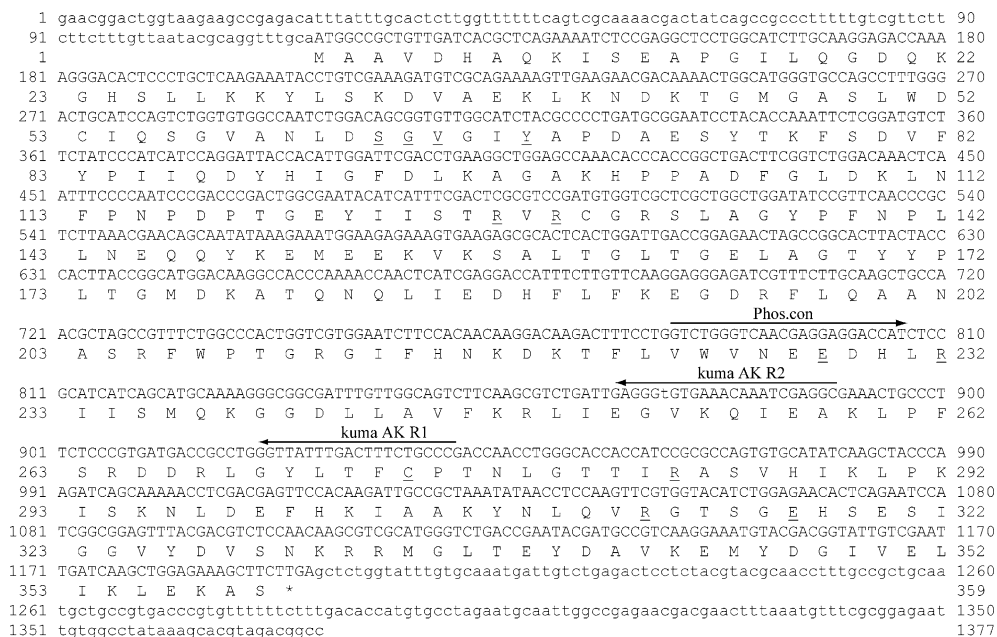 1 gaacggactggtaagaagccgagacatttatttgcactcttggttttttcagtcgcaaaacgactatcagccgccctttttgtcgttctt 90
91 cttctttgttaatacgcaggtttgcaATGGCCGCTGTTGATCACGCTCAGAAAATCTCCGAGGCTCCTGGCATCTTGCAAGGAGACCAAA 180
1 M A A V D H A Q K I S E A P G I L Q G D Q K 22
181 AGGGACACTCCCTGCTCAAGAAATACCTGTCGAAAGATGTCGCAGAAAAGTTGAAGAACGACAAAACTGGCATGGGTGCCAGCCTTTGGG 270
23 G H S L L K K Y L S K D V A E K L K N D K T G M G A S L W D 52
271 ACTGCATCCAGTCTGGTGTGGCCAATCTGGACAGCGGTGTTGGCATCTACGCCCCTGATGCGGAATCCTACACCAAATTCTCGGATGTCT 360
53 C I Q S G V A N L D S G V G I Y A P D A E S Y T K F S D V F 82
361 TCTATCCCATCATCCAGGATTACCACATTGGATTCGACCTGAAGGCTGGAGCCAAACACCCACCGGCTGACTTCGGTCTGGACAAACTCA 450
83 Y P I I Q D Y H I G F D L K A G A K H P P A D F G L D K L N 112
451 ATTTCCCCAATCCCGACCCGACTGGCGAATACATCATTTCGACTCGCGTCCGATGTGGTCGCTCGCTGGCTGGATATCCGTTCAACCCGC 540
113 F P N P D P T G E Y I I S T R V R C G R S L A G Y P F N P L 142
541 TCTTAAACGAACAGCAATATAAAGAAATGGAAGAGAAAGTGAAGAGCGCACTCACTGGATTGACCGGAGAACTAGCCGGCACTTACTACC 630
143 L N E Q Q Y K E M E E K V K S A L T G L T G E L A G T Y Y P 172
631 CACTTACCGGCATGGACAAGGCCACCCAAAACCAACTCATCGAGGACCATTTCTTGTTCAAGGAGGGAGATCGTTTCTTGCAAGCTGCCA 720
173 L T G M D K A T Q N Q L I E D H F L F K E G D R F L Q A A N 202
Phos.con
721 ACGCTAGCCGTTTCTGGCCCACTGGTCGTGGAATCTTCCACAACAAGGACAAGACTTTCCTGGTCTGGGTCAACGAGGAGGACCATCTCC 810
203 A S R F W P T G R G I F H N K D K T F L V W V N E E D H L R 232
kuma AK R2
811 GCATCATCAGCATGCAAAAGGGCGGCGATTTGTTGGCAGTCTTCAAGCGTCTGATTGAGGGtGTGAAACAAATCGAGGCGAAACTGCCCT 900
233 I I S M Q K G G D L L A V F K R L I E G V K Q I E A K L P F 262
kuma AK R1
901 TCTCCCGTGATGACCGCCTGGGTTATTTGACTTTCTGCCCGACCAACCTGGGCACCACCATCCGCGCCAGTGTGCATATCAAGCTACCCA 990
263 S R D D R L G Y L T F C P T N L G T T I R A S V H I K L P K 292
991 AGATCAGCAAAAACCTCGACGAGTTCCACAAGATTGCCGCTAAATATAACCTCCAAGTTCGTGGTACATCTGGAGAACACTCAGAATCCA 1080
293 I S K N L D E F H K I A A K Y N L Q V R G T S G E H S E S I 322
1081 TCGGCGGAGTTTACGACGTCTCCAACAAGCGTCGCATGGGTCTGACCGAATACGATGCCGTCAAGGAAATGTACGACGGTATTGTCGAAT 1170
323 G G V Y D V S N K R R M G L T E Y D A V K E M Y D G I V E L 352
1171 TGATCAAGCTGGAGAAAGCTTCTTGAgctctggtatttgtgcaaatgattgtctgagactcctctacgtacgcaacctttgccgctgcaa 1260
353 I K L E K A S * 359
1261 tgctgccgtgacccgtgtttttttctttgacaccatgtgcctagaatgcaattggccgagaacgacgaactttaaatgtttcgcggagaat 1350
1351 tgtggcctataaagcacgtagacggcc 1377